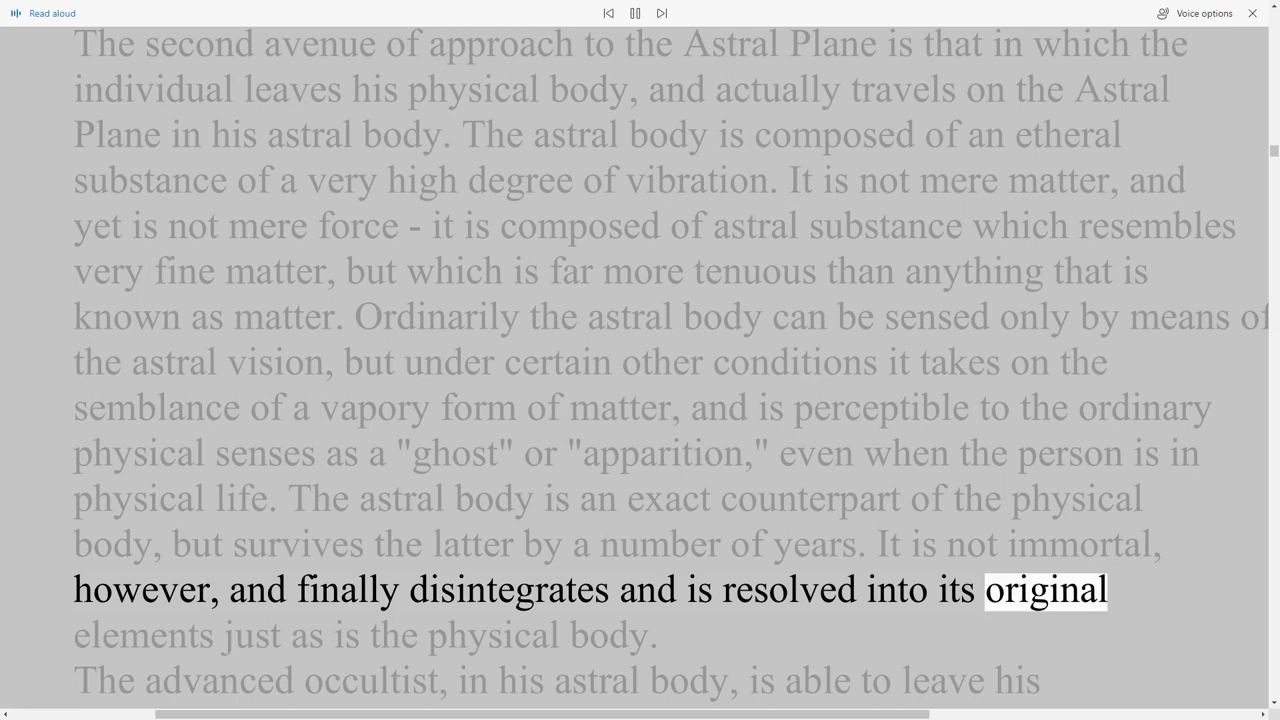 Read aloud
Voice options
The second avenue of approach to the Astral Plane is that in which the
individual leaves his physical body, and actually travels on the Astral
Plane in his astral body. The astral body is composed of an etheral
substance of a very high degree of vibration. It is not mere matter, and
yet is not mere force - it is composed of astral substance which resembles
very fine matter, but which is far more tenuous than anything that is
known as matter. Ordinarily the astral body can be sensed only by means of
the astral vision, but under certain other conditions it takes on the
semblance of a vapory form of matter, and is perceptible to the ordinary
physical senses as a "ghost" or "apparition," even when the person is in
physical life. The astral body is an exact counterpart of the physical
body, but survives the latter by a number of years. It is not immortal,
however, and finally disintegrates and is resolved into its original
elements just as is the physical body.
The advanced occultist, in his astral body, is able to leave his